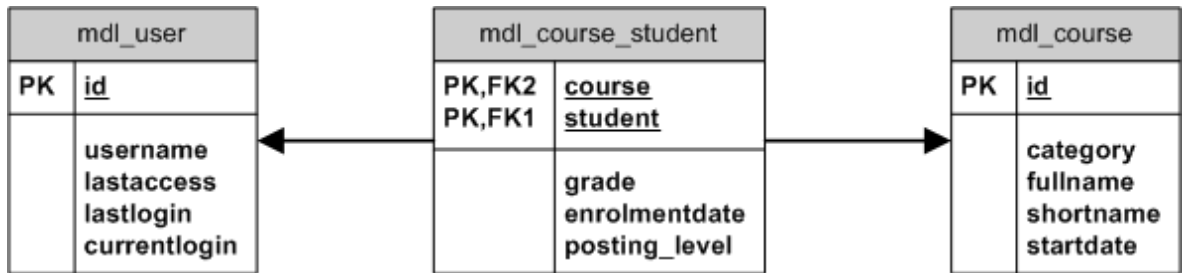 mdl_user
PK id
username
lastaccess
lastlogin
currentlogin
mdl_course_student
PK,FK2 course
PK,FK1 student
grade
enrolmentdate
posting_level
mdl_course
PK id
category
fullname
shortname
startdate